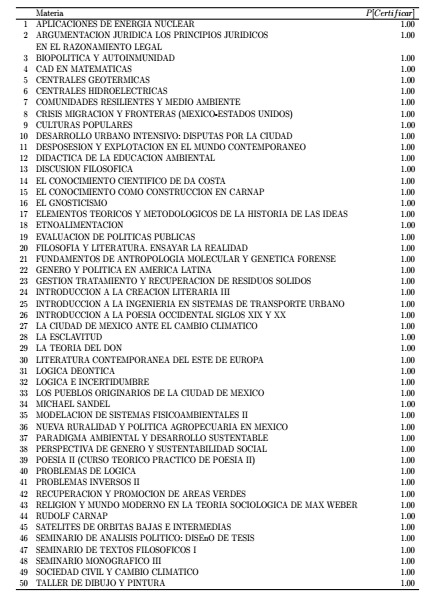 Materia P[Certificar]
1 APLICACIONES DE ENERGIA NUCLEAR 1.00
2 ARGUMENTACION JURIDICA LOS PRINCIPIOS JURIDICOS 1.00
EN EL RAZONAMIENTO LEGAL
3 BIOPOLITICA Y AUTOINMUNIDAD 1.00
4 CAD EN MATEMATICAS 1.00
5 CENTRALES GEOTERMICAS 1.00
6 CENTRALES HIDROELECTRICAS 1.00
7 COMUNIDADES RESILIENTES Y MEDIO AMBIENTE 1.00
8 CRISIS MIGRACION Y FRONTERAS (MEXICO-ESTADOS UNIDOS) 1.00
9 CULTURAS POPULARES 1.00
10 DESARROLLO URBANO INTENSIVO: DISPUTAS POR LA CIUDAD 1.00
11 DESPOSESION Y EXPLOTACION EN EL MUNDO CONTEMPORANEO 1.00
12 DIDACTICA DE LA EDUCACION AMBIENTAL 1.00
13 DISCUSION FILOSOFICA 1.00
14 EL CONOCIMIENTO CIENTIFICO DE DA COSTA 1.00
15 EL CONOCIMIENTO COMO CONSTRUCCION EN CARNAP 1.00
16 EL GNOSTICISMO 1.00
17 ELEMENTOS TEORICOS Y METODOLOGICOS DE LA HISTORIA DE LAS IDEAS 1.00
18 ETNOALIMENTACION 1.00
19 EVALUACION DE POLITICAS PUBLICAS 1.00
20 FILOSOFIA Y LITERATURA. ENSAYAR LA REALIDAD 1.00
21 FUNDAMENTOS DE ANTROPOLOGIA MOLECULAR Y GENETICA FORENSE 1.00
22 GENERO Y POLITICA EN AMERICA LATINA 1.00
23 GESTION TRATAMIENTO Y RECUPERACION DE RESIDUOS SOLIDOS 1.00
24 INTRODUCCION A LA CREACION LITERARIA III 1.00
25 INTRODUCCION A LA INGENIERIA EN SISTEMAS DE TRANSPORTE URBANO 1.00
26 INTRODUCCION A LA POESIA OCCIDENTAL SIGLOS XIX Y XX 1.00
27 LA CIUDAD DE MEXICO ANTE EL CAMBIO CLIMATICO 1.00
28 LA ESCLAVITUD 1.00
29 LA TEORIA DEL DON 1.00
30 LITERATURA CONTEMPORANEA DEL ESTE DE EUROPA 1.00
31 LOGICA DEONTICA 1.00
32 LOGICA E INCERTIDUMBRE 1.00
33 LOS PUEBLOS ORIGINARIOS DE LA CIUDAD DE MEXICO 1.00
34 MICHAEL SANDEL 1.00
35 MODELACION DE SISTEMAS FISICOAMBIENTALES II 1.00
36 NUEVA RURALIDAD Y POLITICA AGROPECUARIA EN MEXICO 1.00
37 PARADIGMA AMBIENTAL Y DESARROLLO SUSTENTABLE 1.00
38 PERSPECTIVA DE GENERO Y SUSTENTABILIDAD SOCIAL 1.00
39 POESIA II (CURSO TEORICO PRACTICO DE POESIA II) 1.00
40 PROBLEMAS DE LOGICA 1.00
41 PROBLEMAS INVERSOS II 1.00
42 RECUPERACION Y PROMOCION DE AREAS VERDES 1.00
43 RELIGION Y MUNDO MODERNO EN LA TEORIA SOCIOLOGICA DE MAX WEBER 1.00
44 RUDOLF CARNAP 1.00
45 SATELITES DE ORBITAS BAJAS E INTERMEDIAS 1.00
46 SEMINARIO DE ANALISIS POLITICO: DISEnO DE TESIS 1.00
47 SEMINARIO DE TEXTOS FILOSOFICOS I 1.00
48 SEMINARIO MONOGRAFICO III 1.00
49 SOCIEDAD CIVIL Y CAMBIO CLIMATICO 1.00
50 TALLER DE DIBUJO Y PINTURA 1.00